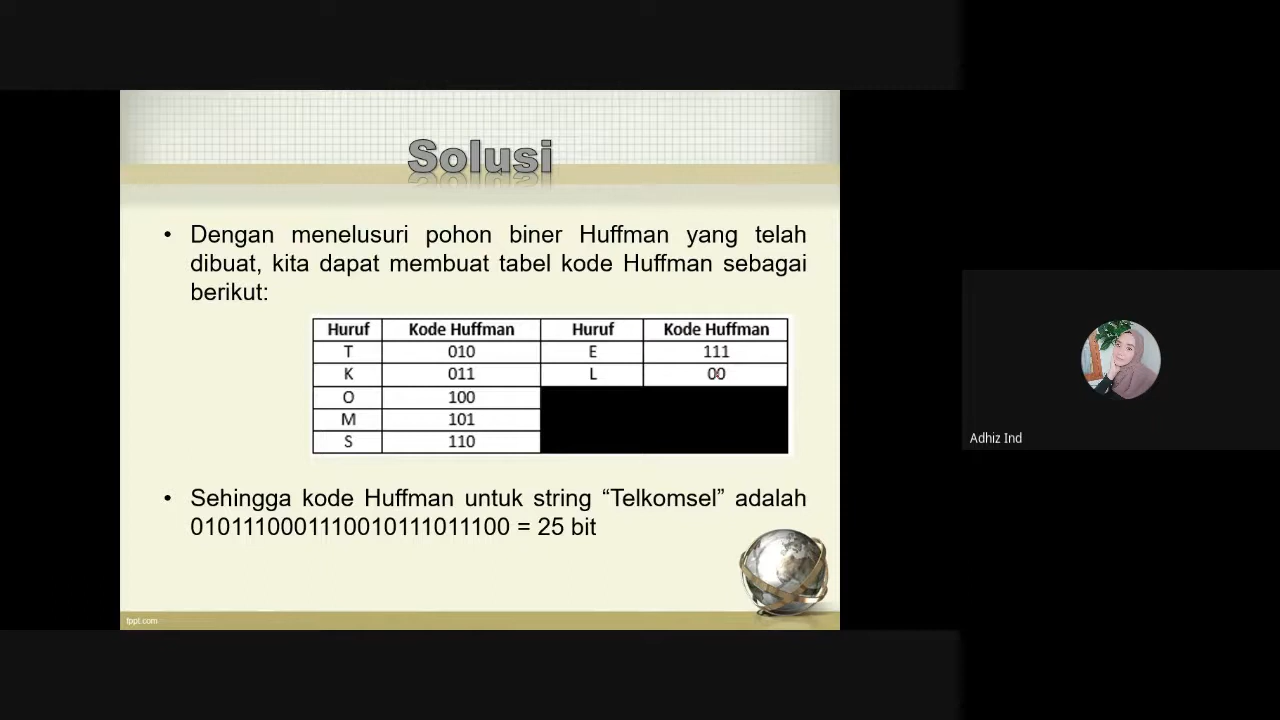 Solusi
• Dengan menelusuri pohon biner Huffman yang telah
dibuat, kita dapat membuat tabel kode Huffman sebagai
berikut:
Huruf Kode Huffman Huruf Kode Huffman
T 010 E 111
K 011 L 00
O 100
M 101
S 110
• Sehingga kode Huffman untuk string “Telkomsel” adalah
0101110001110010111011100 = 25 bit
fppt.com
Adhiz Ind